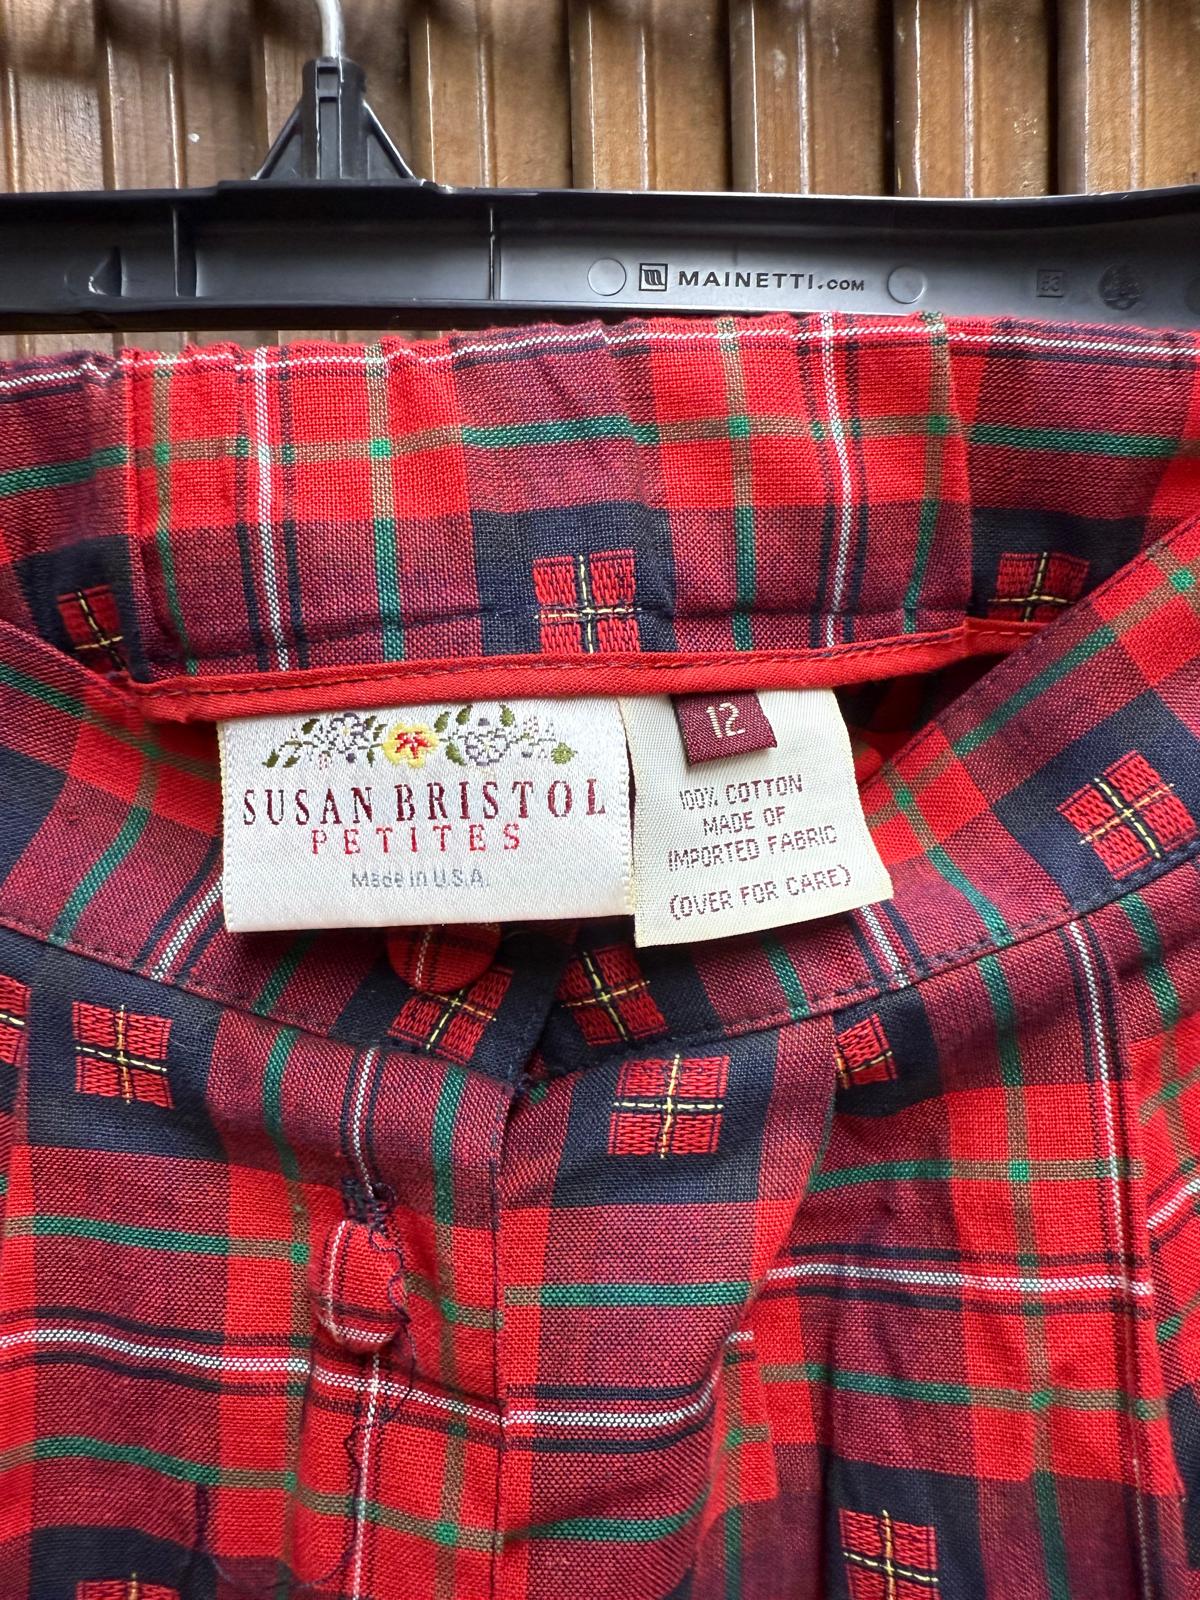 MAINETTI.COM
SUSAN BRISTOL
PETITES
Made in U.S.A.
12
100% COTTON
MADE OF
IMPORTED FABRIC
(OVER FOR CARE)